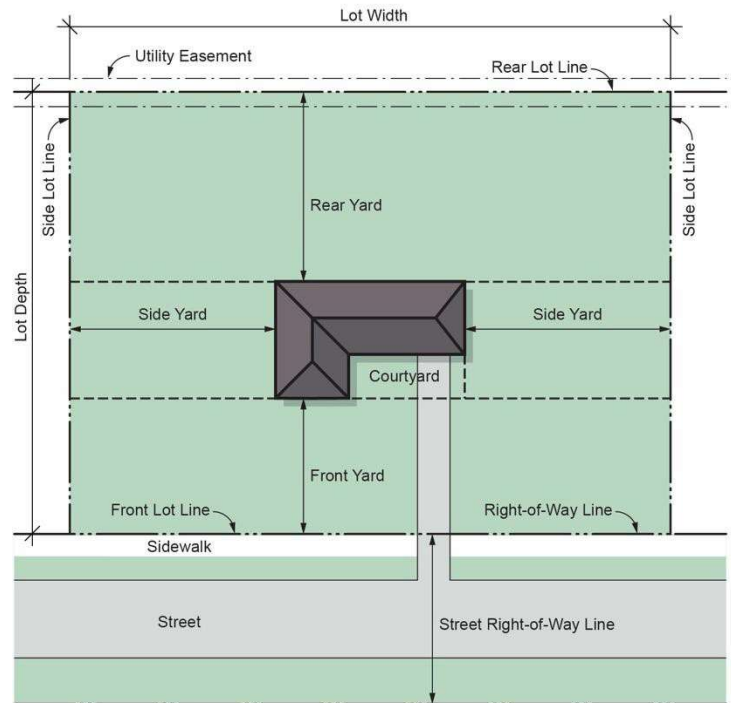 Lot Width
Utility Easement
Rear Lot Line
Side Lot Line
Side Lot Line
Rear Yard
Lot Depth
Side Yard
Side Yard
Courtyard
Front Yard
Front Lot Line
Right-of-Way Line
Sidewalk
Street
Street Right-of-Way Line